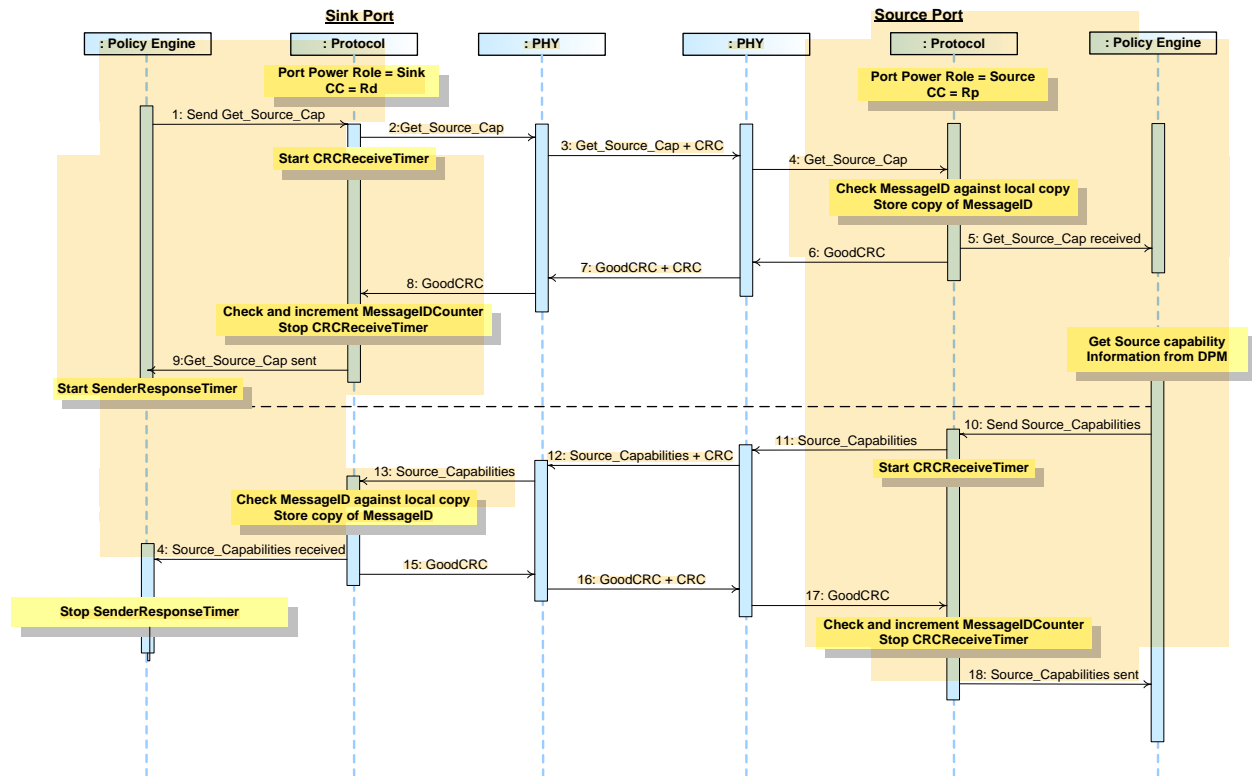 Sink Port
Source Port
: Policy Engine
: Protocol
: PHY
: PHY
: Protocol
: Policy Engine
Port Power Role = Sink
CC = Rd
Port Power Role = Source
CC = Rp
1: Send Get_Source_Cap
2:Get_Source_Cap
Start CRCReceiveTimer
3: Get_Source_Cap + CRC
4: Get_Source_Cap
Check MessageID against local copy
Store copy of MessageID
5: Get_Source_Cap received
6: GoodCRC
7: GoodCRC + CRC
8: GoodCRC
Check and increment MessageIDCounter
Stop CRCReceiveTimer
Get Source capability
Information from DPM
9:Get_Source_Cap sent
Start SenderResponseTimer
10: Send Source_Capabilities
11: Source_Capabilities
Start CRCReceiveTimer
12: Source_Capabilities + CRC
13: Source_Capabilities
Check MessageID against local copy
Store copy of MessageID
4: Source_Capabilities received
15: GoodCRC
16: GoodCRC + CRC
17: GoodCRC
Stop SenderResponseTimer
Check and increment MessageIDCounter
Stop CRCReceiveTimer
18: Source_Capabilities sent